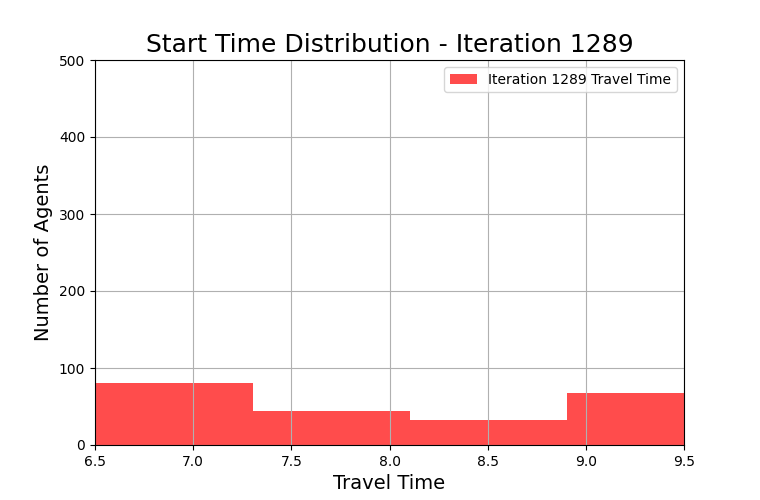 Start Time Distribution - Iteration 1289
Iteration 1289 Travel Time
Number of Agents
500
400
300
200
100
0
6.5 7.0 7.5 8.0 8.5 9.0 9.5
Travel Time